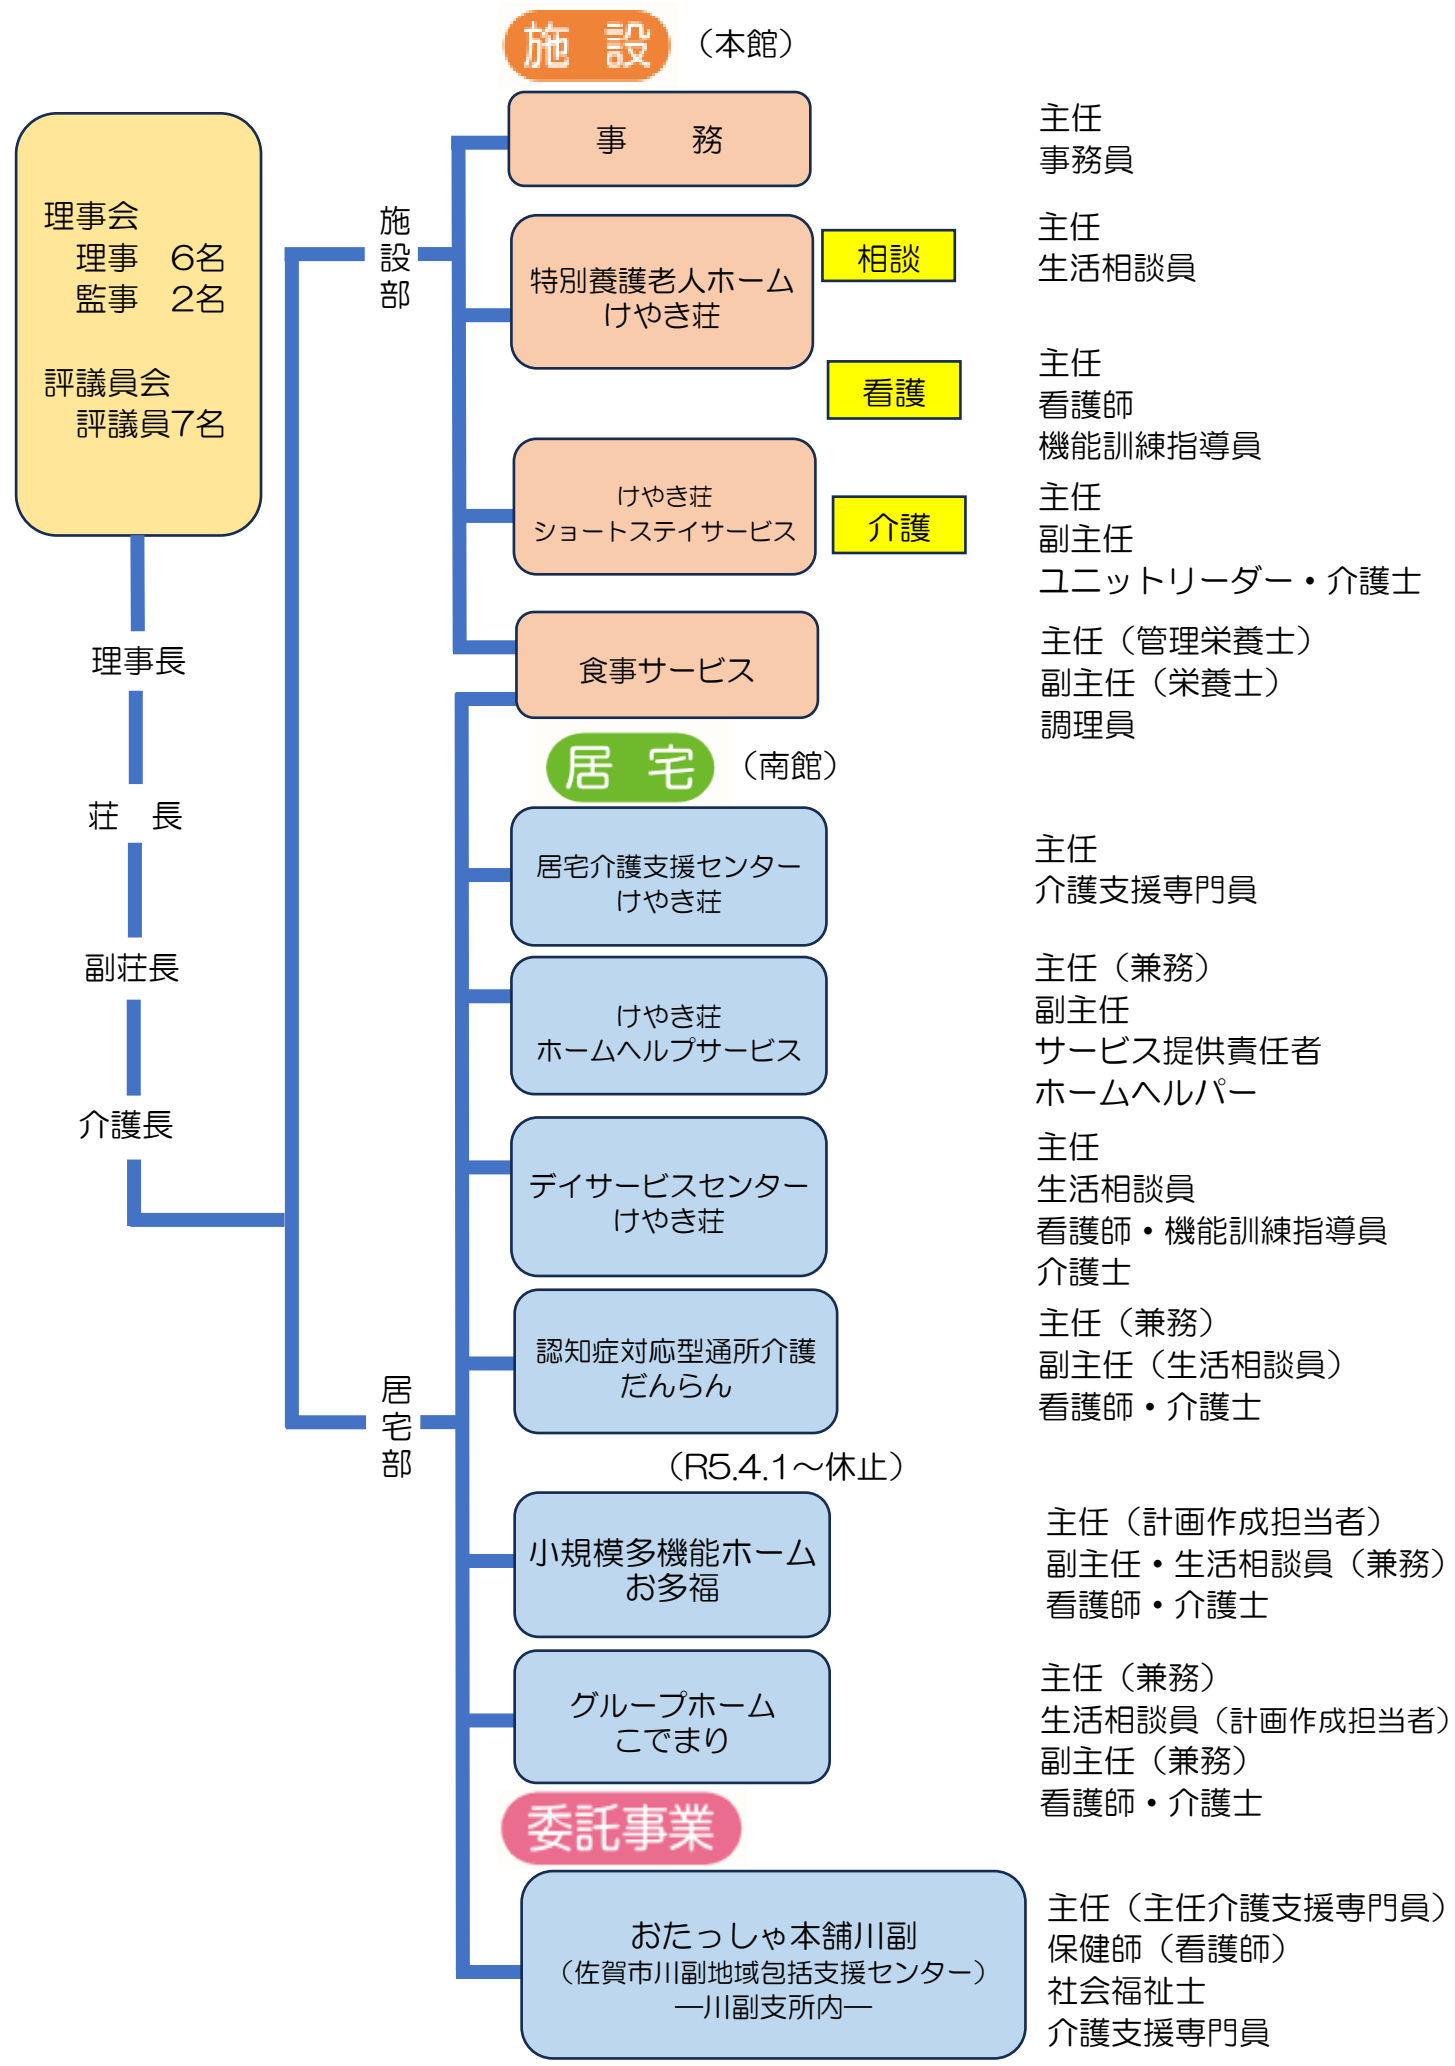 施　設
（本館）
理事会
理事　6名
監事　2名
評議員会
評議員7名
理事長
荘　長
副荘長
介護長
施設部
事　　務
主任
事務員
特別養護老人ホーム
けやき荘
相談
主任
生活相談員
看護
主任
看護師
機能訓練指導員
けやき荘
ショートステイサービス
介護
主任
副主任
ユニットリーダー・介護士
食事サービス
主任（管理栄養士）
副主任（栄養士）
調理員
居宅部
居　宅
（南館）
居宅介護支援センター
けやき荘
主任
介護支援専門員
けやき荘
ホームヘルプサービス
主任（兼務）
副主任
サービス提供責任者
ホームヘルパー
デイサービスセンター
けやき荘
主任
生活相談員
看護師・機能訓練指導員
介護士
認知症対応型通所介護
だんらん
主任（兼務）
副主任（生活相談員）
看護師・介護士
（R5.4.1～休止）
小規模多機能ホーム
お多福
主任（計画作成担当者）
副主任・生活相談員（兼務）
看護師・介護士
グループホーム
こでまり
主任（兼務）
生活相談員（計画作成担当者）
副主任（兼務）
看護師・介護士
委託事業
おたっしゃ本舗川副
（佐賀市川副地域包括支援センター）
―川副支所内―
主任（主任介護支援専門員）
保健師（看護師）
社会福祉士
介護支援専門員